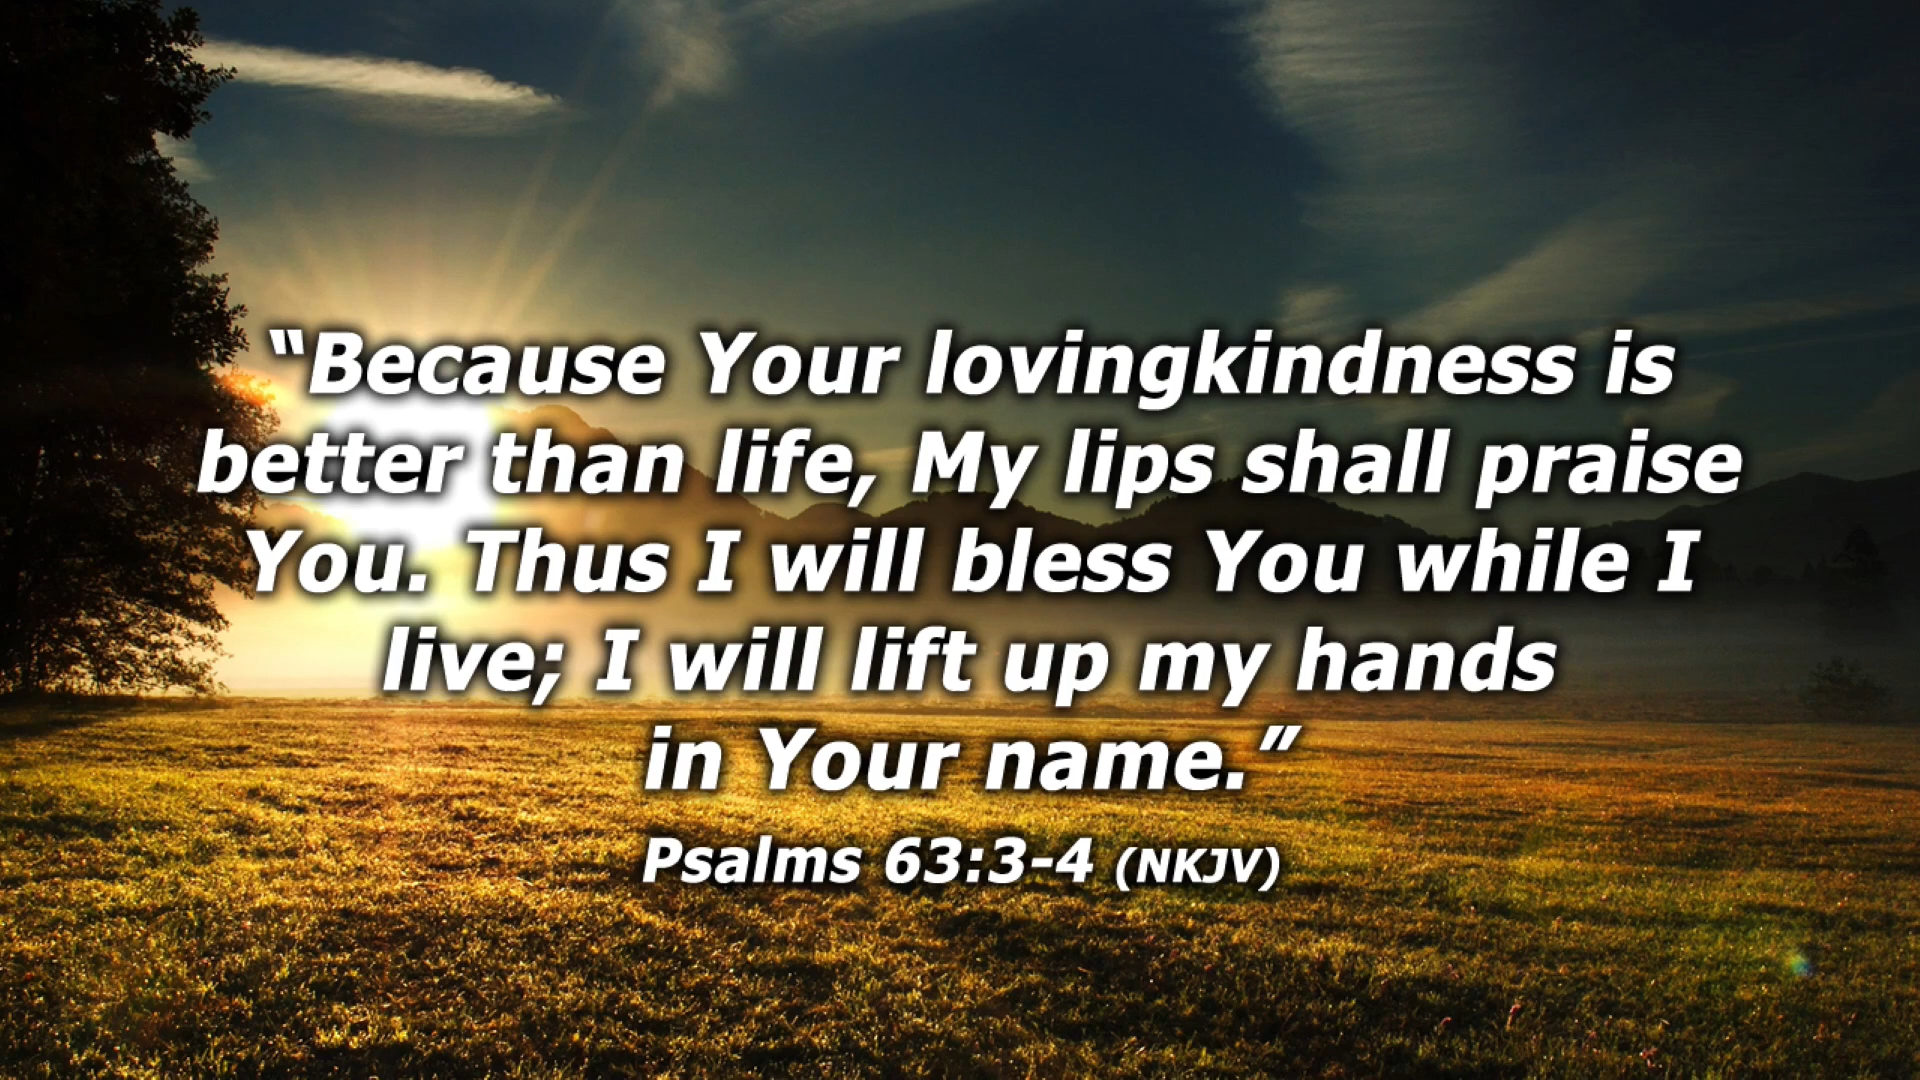 “Because Your lovingkindness is
better than life, My lips shall praise
You. Thus I will bless You while I
live; I will lift up my hands
in Your name.”
Psalms 63:3-4 (NKJV)